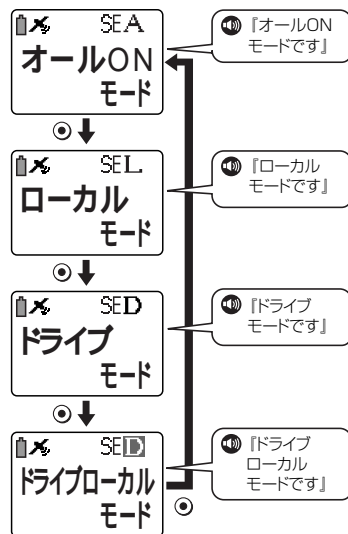 SEA
オールON
モード
『オールON
モードです』
SEL
ローカル
モード
『ローカル
モードです』
SED
ドライブ
モード
『ドライブ
モードです』
SED
ドライブローカル
モード
『ドライブ
ローカル
モードです』